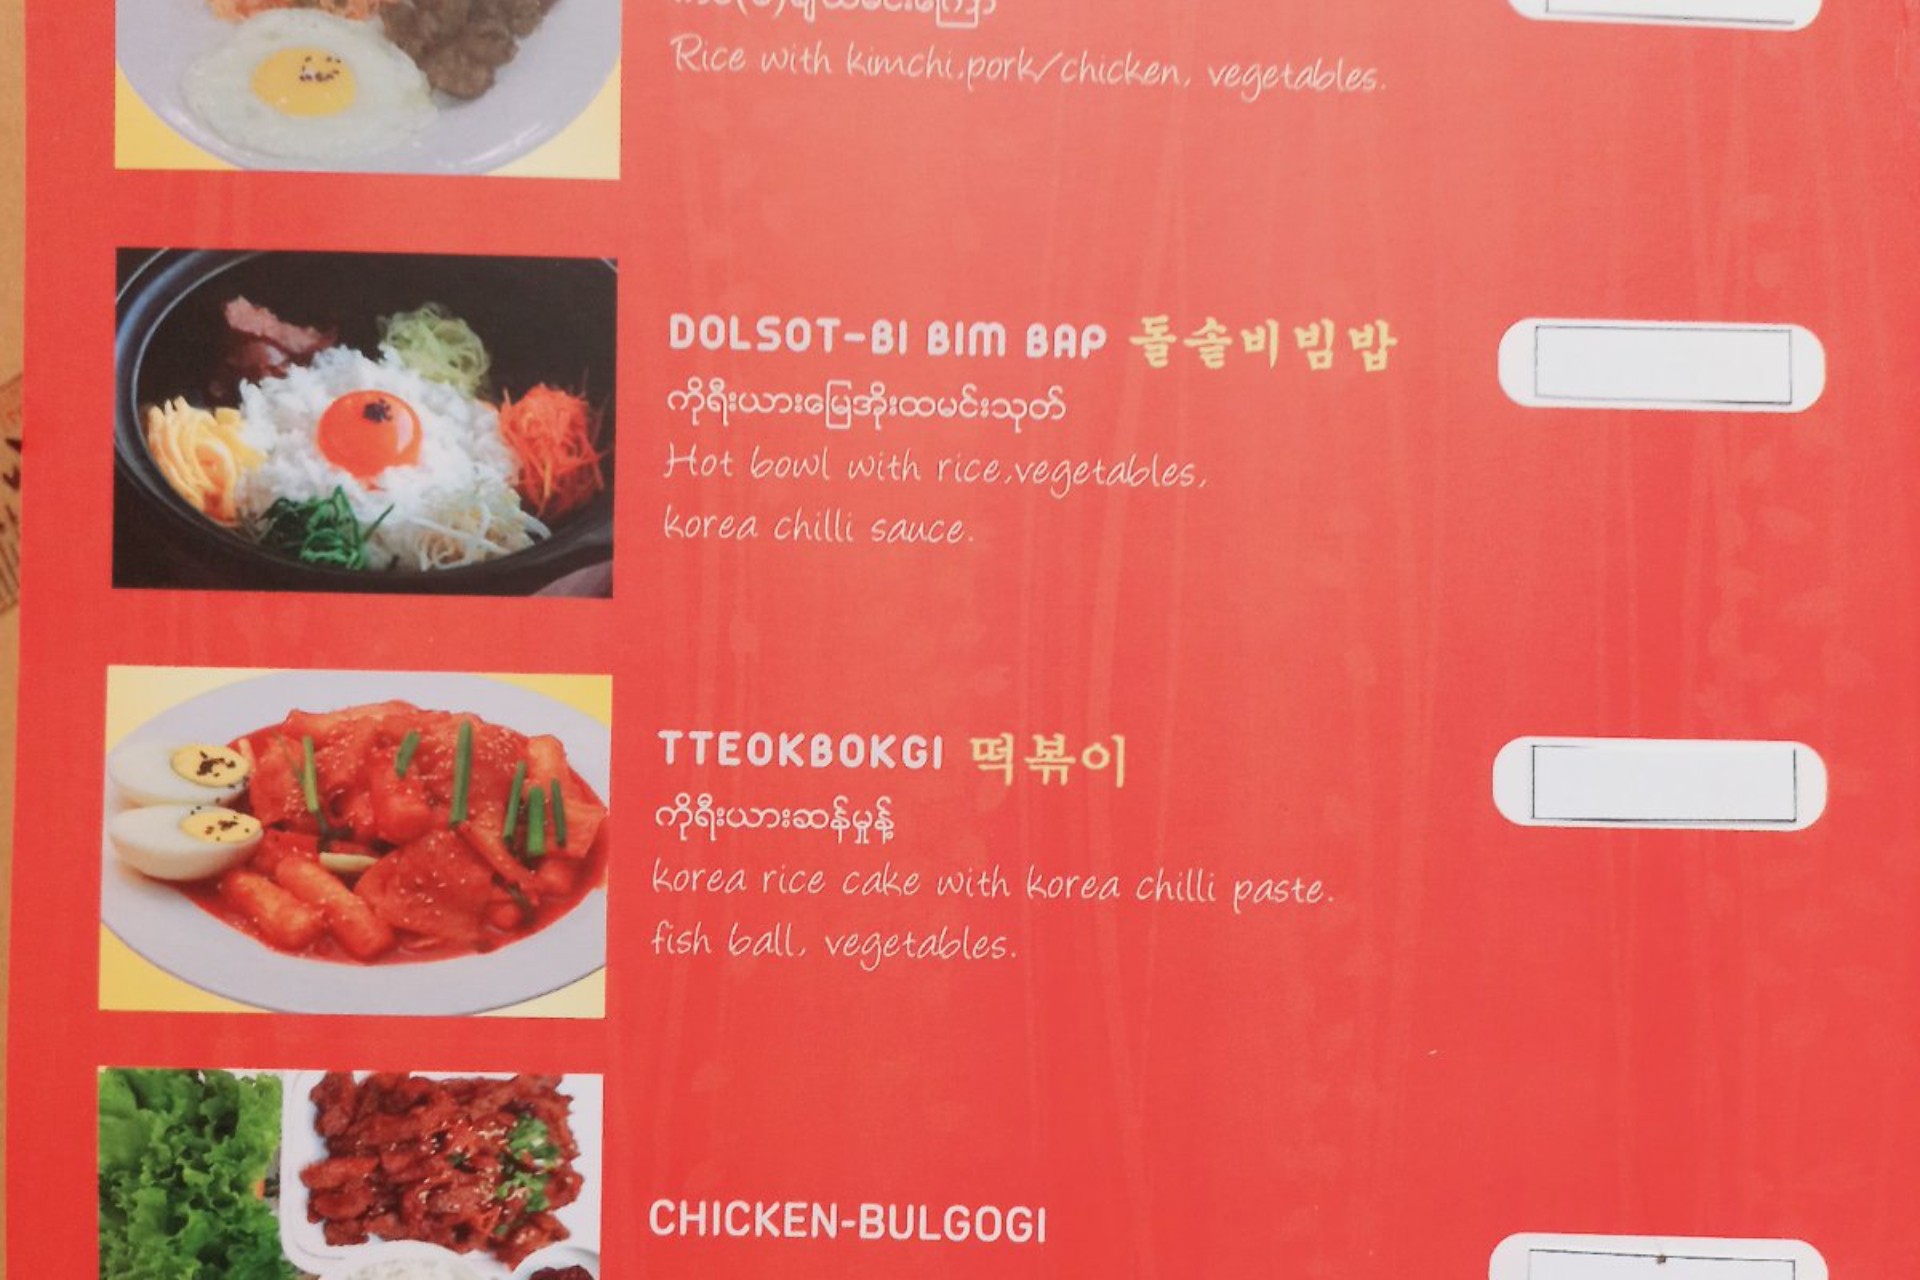 Rice with kimchi,pork/chicken, vegetables.
DOLSOT-BI BIM BAP 돌솔비빔밥
ကိုရီးယားမြေအိုးထမင်းသုတ်
Hot bowl with rice,vegetables,
korea chilli sauce.
TTEOKBOKGI 떡볶이
ကိုရီးယားဆန်မှုန့်
korea rice cake with korea chilli paste.
fish ball, vegetables.
CHICKEN-BULGOGI